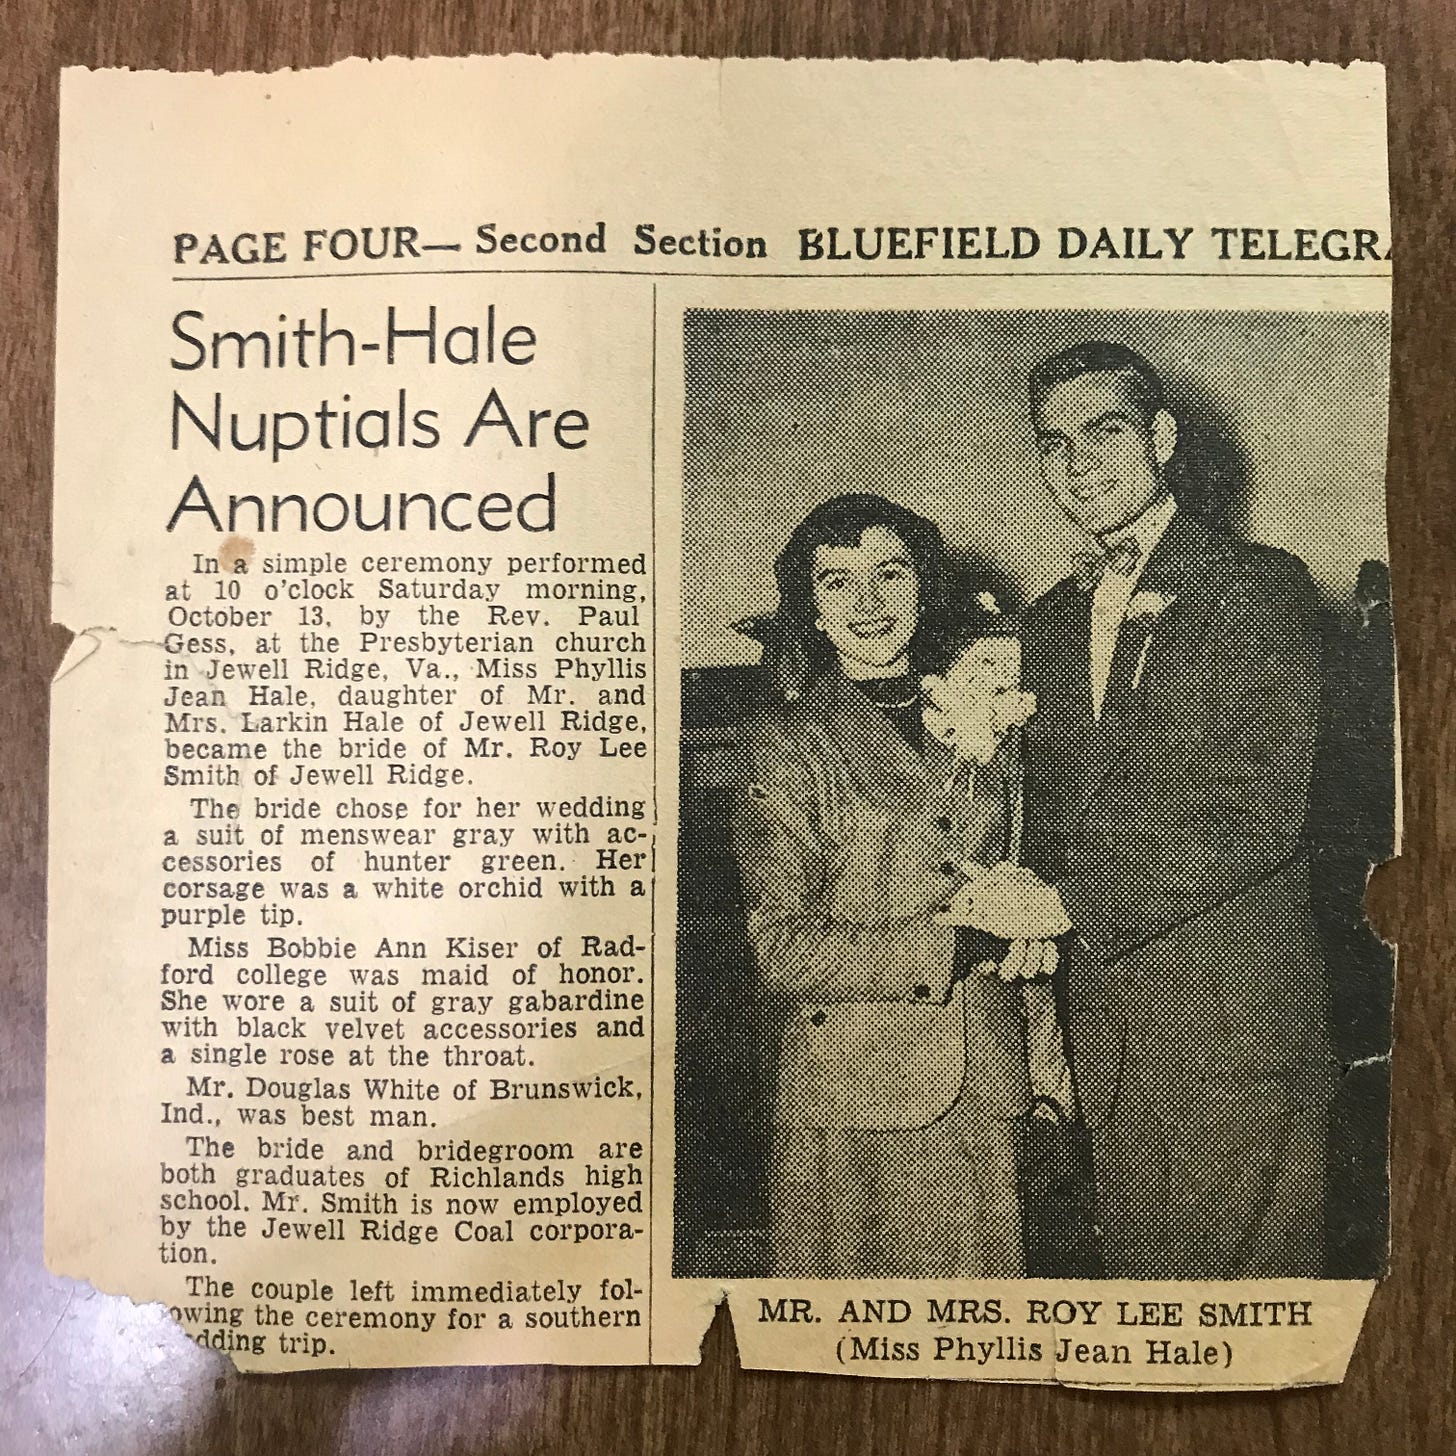 PAGE FOUR— Second Section BLUEFIELD DAILY TELEGRA
Smith-Hale
Nuptials Are
Announced
In a simple ceremony performed
at 10 o'clock Saturday morning,
October 13, by the Rev. Paul
Gess, at the Presbyterian church
in Jewell Ridge, Va., Miss Phyllis
Jean Hale, daughter of Mr. and
Mrs. Larkin Hale of Jewell Ridge,
became the bride of Mr. Roy Lee
Smith of Jewell Ridge.
The bride chose for her wedding
a suit of menswear gray with ac-
cessories of hunter green. Her
corsage was a white orchid with a
purple tip.
Miss Bobbie Ann Kiser of Rad-
ford college was maid of honor.
She wore a suit of gray gabardine
with black velvet accessories and
a single rose at the throat.
Mr. Douglas White of Brunswick,
Ind., was best man.
The bride and bridegroom are
both graduates of Richlands high
school. Mr. Smith is now employed
by the Jewell Ridge Coal corpora-
tion.
The couple left immediately fol-
owing the ceremony for a southern
dding trip.
MR. AND MRS. ROY LEE SMITH
(Miss Phyllis Jean Hale)